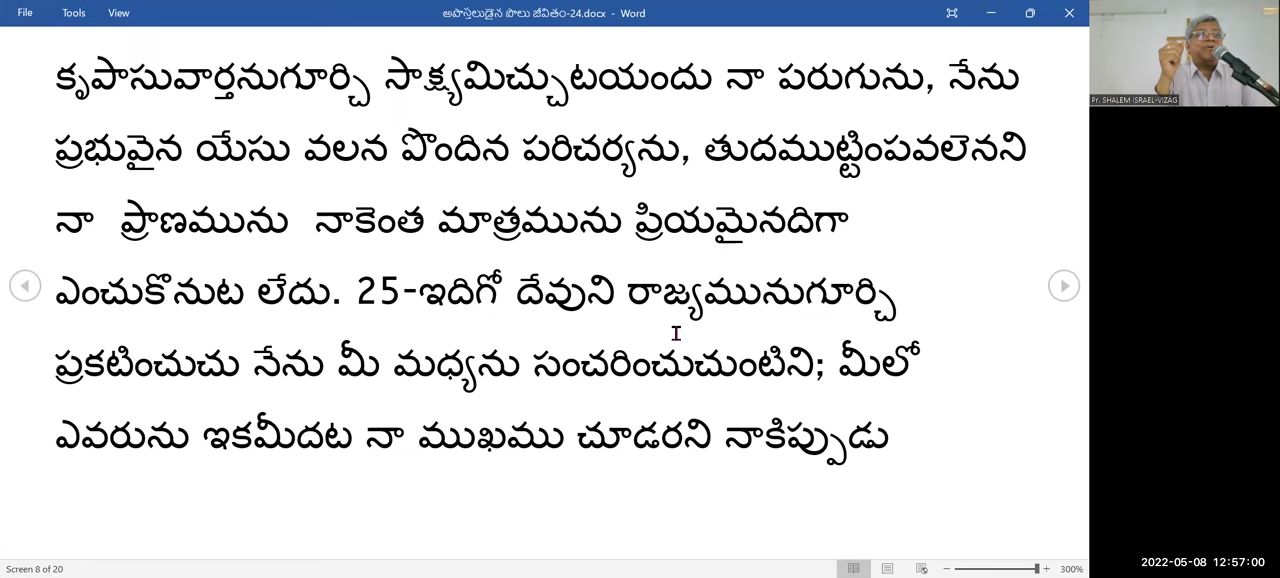 File Tools View అపొస్తలుడైన పౌలు జీవితం-24.docx - Word
కృపాసువార్తనుగూర్చి సాక్ష్యమిచ్చుటయందు నా పరుగును, నేను
Pr. SHALEM ISRAEL-VIZAG
ప్రభువైన యేసు వలన పొందిన పరిచర్యను, తుదముట్టింపవలెనని
నా ప్రాణమును నాకెంత మాత్రమును ప్రియమైనదిగా
ఎంచుకొనుట లేదు. 25-ఇదిగో దేవుని రాజ్యమునుగూర్చి
ప్రకటించుచు నేను మీ మధ్యను సంచరించుచుంటిని; మీలో
ఎవరును ఇకమీదట నా ముఖము చూడరని నాకిప్పుడు
Screen 8 of 20 300%
2022-05-08 12:57:00